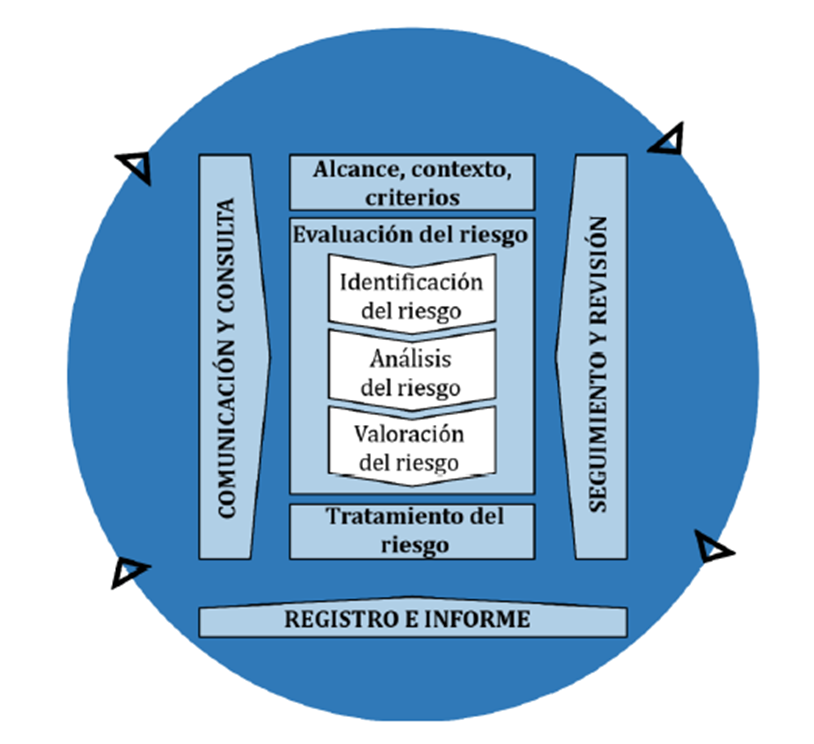 Alcance, contexto,
criterios
Evaluación del riesgo
Identificación
del riesgo
Análisis
del riesgo
Valoración
del riesgo
Tratamiento del
riesgo
COMUNICACIÓN Y CONSULTA
SEGUIMIENTO Y REVISIÓN
REGISTRO E INFORME